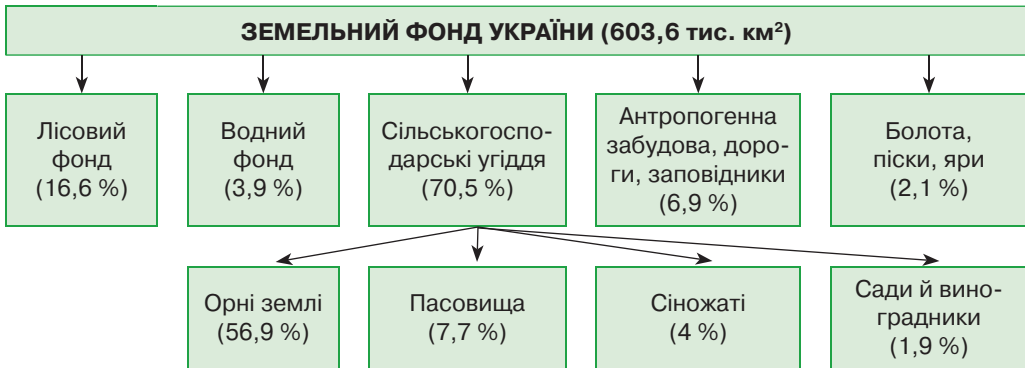 ЗЕМЕЛЬНИЙ ФОНД УКРАЇНИ (603,6 тис. км²)
Лісовий
фонд
(16,6 %)
Водний
фонд
(3,9 %)
Сільськогоспо-
дарські угіддя
(70,5 %)
Антропогенна
забудова, доро-
ги, заповідники
(6,9 %)
Болота,
піски, яри
(2,1 %)
Орні землі
(56,9 %)
Пасовища
(7,7 %)
Сіножаті
(4 %)
Сади й вино-
градники
(1,9 %)